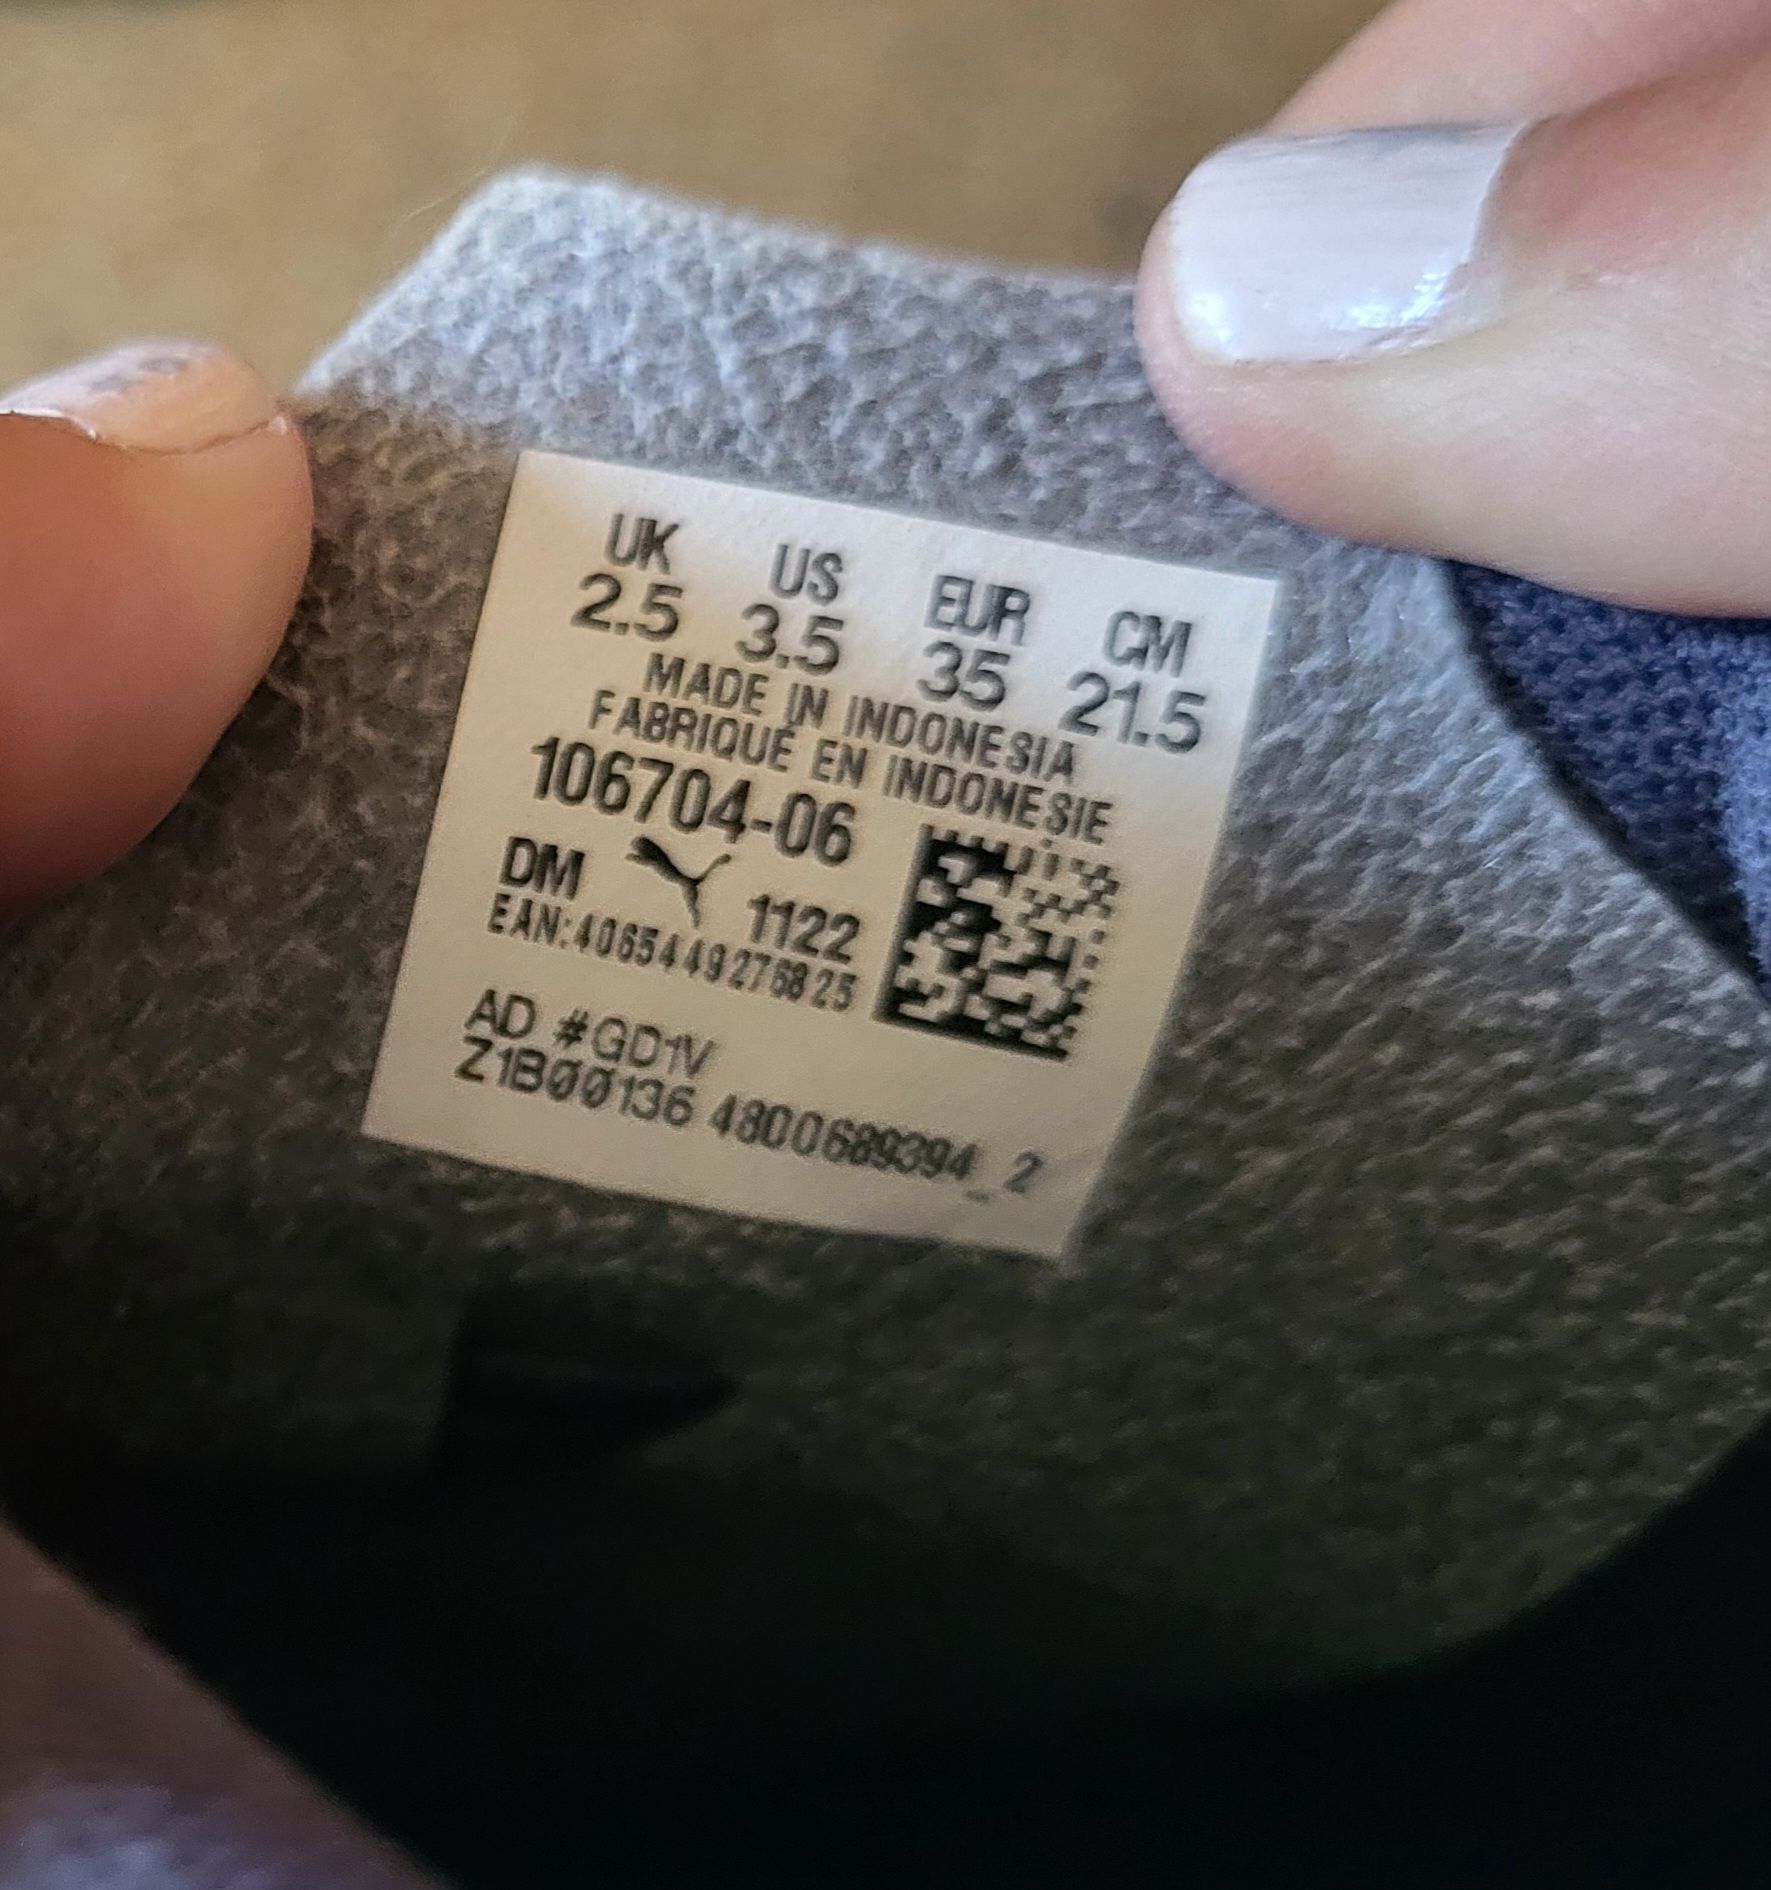 UK US EUR CM
2.5 3.5 35 21.5
MADE IN INDONESIA
FABRIQUÉ EN INDONESIE
106704-06
DM 1122
EAN:4065449276825
AD #GD1V
Z1B00136 4800689394_2